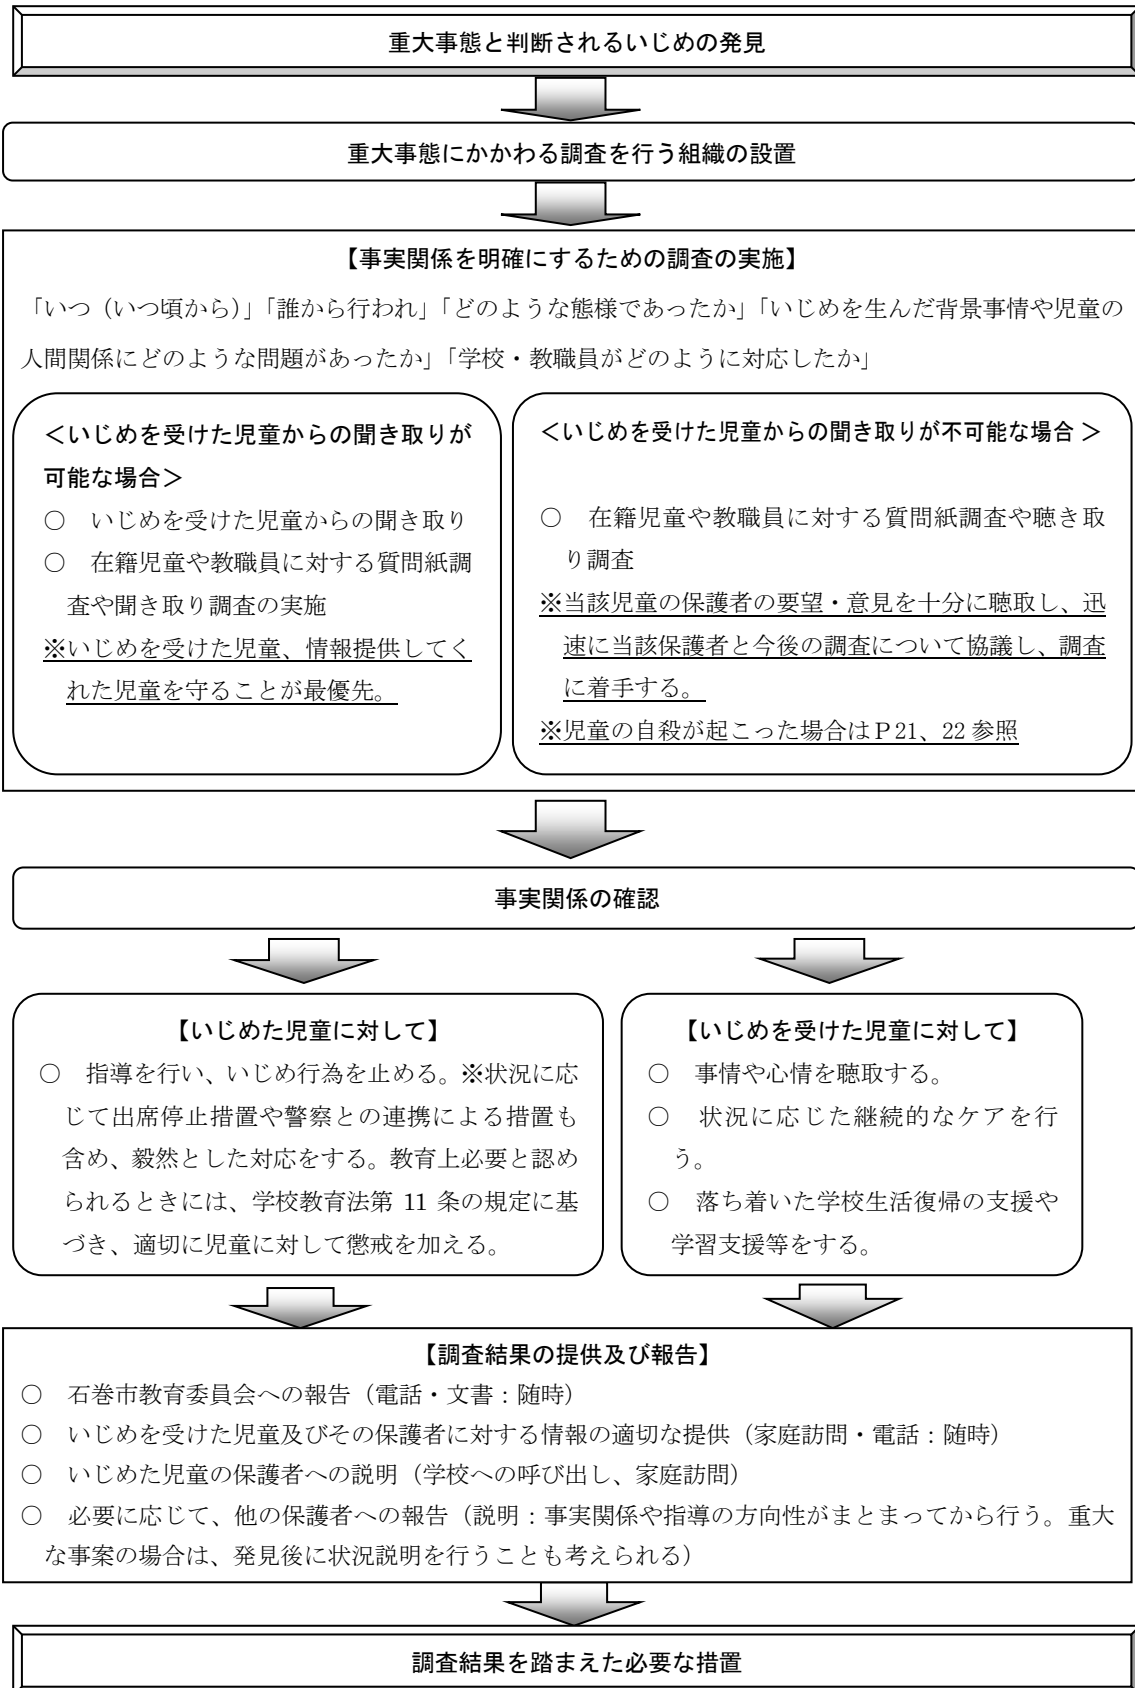 重大事態と判断されるいじめの発見
重大事態にかかわる調査を行う組織の設置
【事実関係を明確にするための調査の実施】
「いつ（いつ頃から）」「誰から行われ」「どのような態様であったか」「いじめを生んだ背景事情や児童の
人間関係にどのような問題があったか」「学校・教職員がどのように対応したか」
＜いじめを受けた児童からの聞き取りが
可能な場合＞
○　いじめを受けた児童からの聞き取り
○　在籍児童や教職員に対する質問紙調
査や聞き取り調査の実施
※いじめを受けた児童、情報提供してく
れた児童を守ることが最優先。
＜いじめを受けた児童からの聞き取りが不可能な場合 ＞
○　在籍児童や教職員に対する質問紙調査や聴き取
り調査
※当該児童の保護者の要望・意見を十分に聴取し、迅
速に当該保護者と今後の調査について協議し、調査
に着手する。
※児童の自殺が起こった場合はＰ21、22 参照
事実関係の確認
【いじめた児童に対して】
○　指導を行い、いじめ行為を止める。※状況に応
じて出席停止措置や警察との連携による措置も
含め、毅然とした対応をする。教育上必要と認め
られるときには、学校教育法第 11 条の規定に基
づき、適切に児童に対して懲戒を加える。
【いじめを受けた児童に対して】
○　事情や心情を聴取する。
○　状況に応じた継続的なケアを行
う。
○　落ち着いた学校生活復帰の支援や
学習支援等をする。
【調査結果の提供及び報告】
○　石巻市教育委員会への報告（電話・文書：随時）
○　いじめを受けた児童及びその保護者に対する情報の適切な提供（家庭訪問・電話：随時）
○　いじめた児童の保護者への説明（学校への呼び出し、家庭訪問）
○　必要に応じて、他の保護者への報告（説明：事実関係や指導の方向性がまとまってから行う。重大
な事案の場合は、発見後に状況説明を行うことも考えられる）
調査結果を踏まえた必要な措置